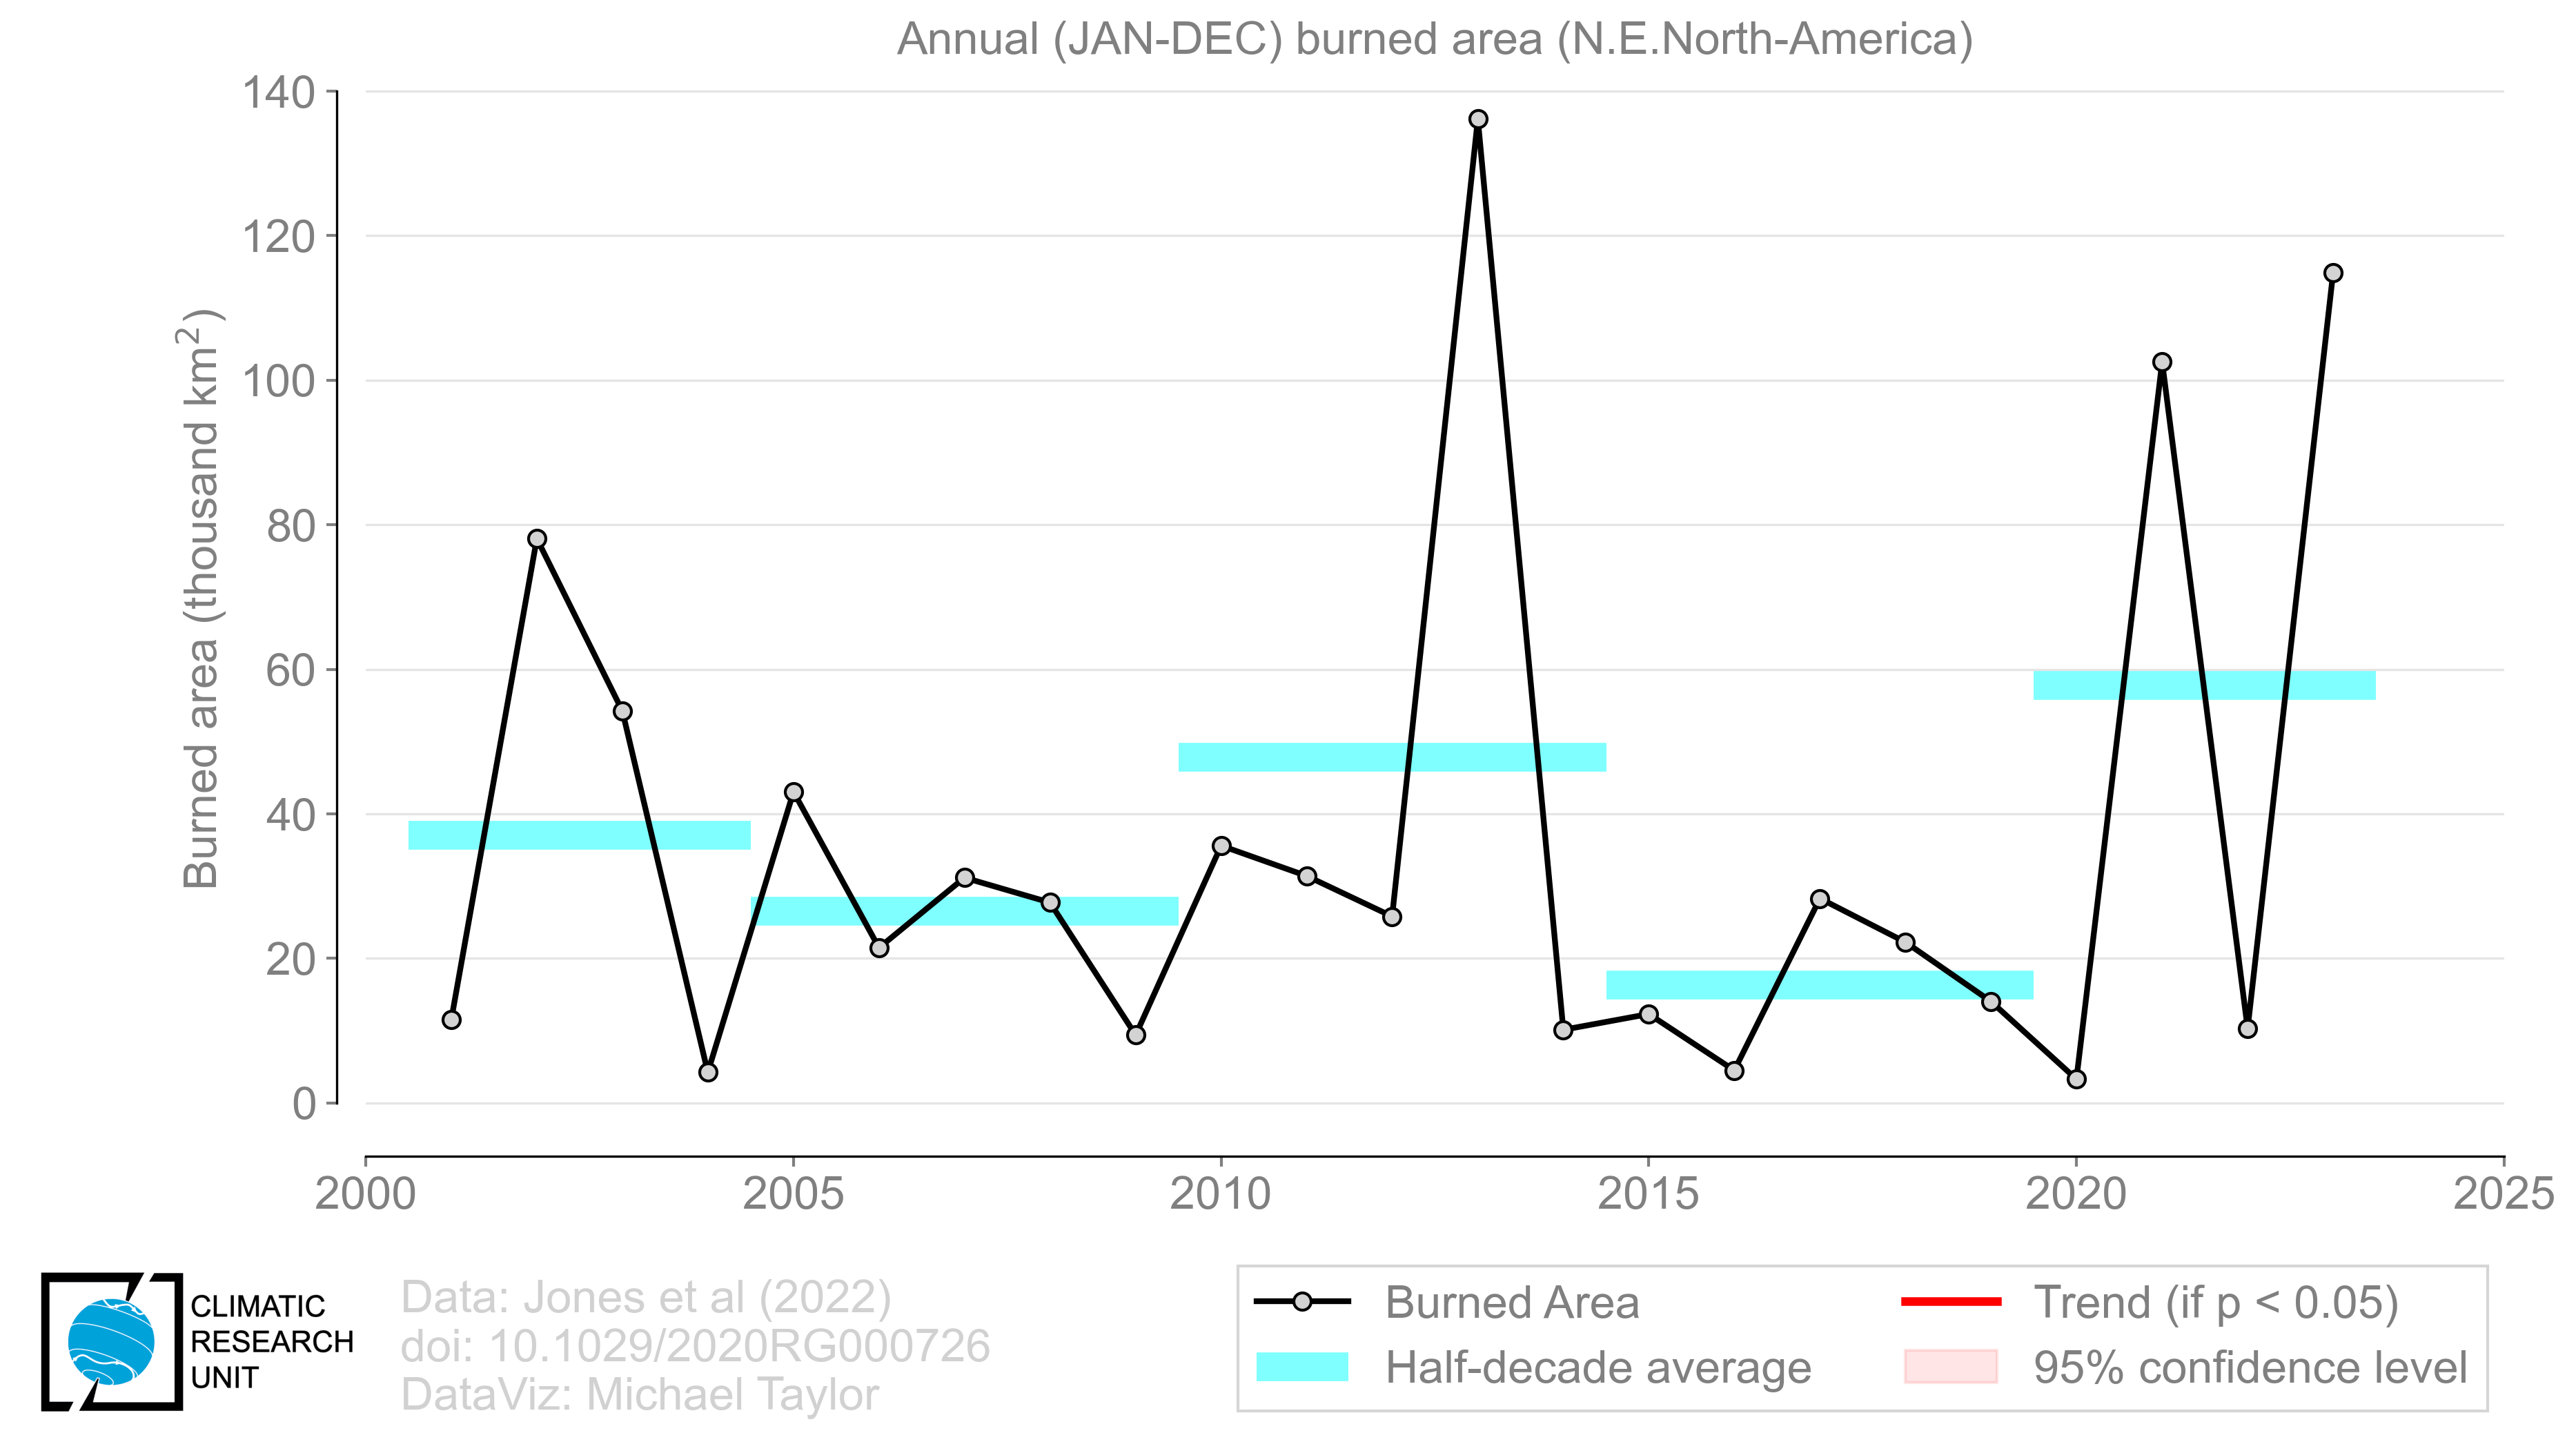 Annual (JAN-DEC) burned area (N.E.North-America)
Burned area (thousand km²)
140
120
100
80
60
40
20
0
2000 2005 2010 2015 2020 2025
CLIMATIC
RESEARCH
UNIT
Data: Jones et al (2022)
doi: 10.1029/2020RG000726
DataViz: Michael Taylor
Burned Area
Half-decade average
Trend (if p < 0.05)
95% confidence level